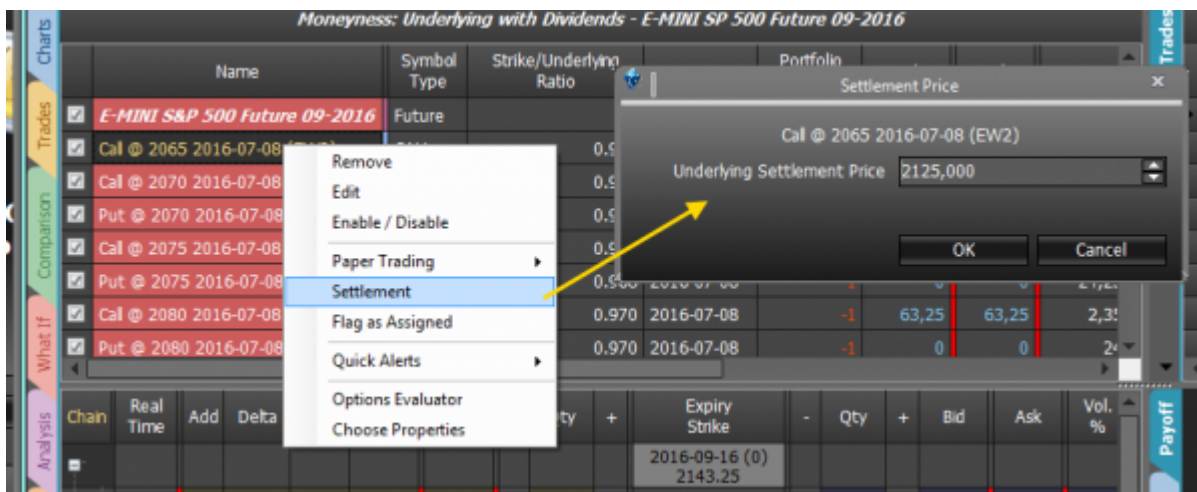 Moneyness: Underlying with Dividends - E-MINI SP 500 Future 09-2016
Name
Symbol Type
Strike/Underlying Ratio
Portfolio
E-MINI S&P 500 Future 09-2016
Future
Call @ 2065 2016-07-08 (EW2)
Call @ 2070 2016-07-08
Put @ 2070 2016-07-08
Call @ 2075 2016-07-08
Put @ 2075 2016-07-08
Call @ 2080 2016-07-08
0.970 2016-07-08 -1 63,25 63,25
Put @ 2080 2016-07-08
0.970 2016-07-08 -1 0 0
Remove
Edit
Enable / Disable
Paper Trading
Settlement
Flag as Assigned
Quick Alerts
Options Evaluator
Choose Properties
Settlement Price
x
Call @ 2065 2016-07-08 (EW2)
Underlying Settlement Price 2125,000
OK Cancel
Charts
Trades
Comparison
What If
Analysis
Trades
Payoff
Chain
Real Time
Add
Delta
+
Expiry Strike
-
Qty
+
Bid
Ask
Vol. %
2016-09-16 (0)
2143.25